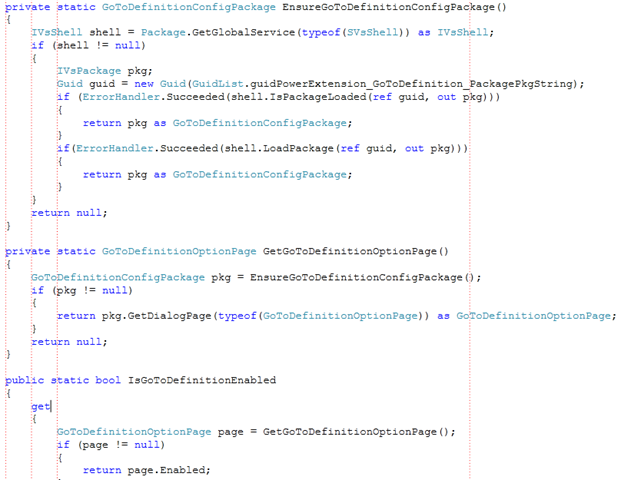 private static GoToDefinitionConfigPackage EnsureGoToDefinitionConfigPackage()
{
    IVsShell shell = Package.GetGlobalService(typeof(SVsShell)) as IVsShell;
    if (shell != null)
    {
        IVsPackage pkg;
        Guid guid = new Guid(GuidList.guidPowerExtension_GoToDefinition_PackagePkgString);
        if (ErrorHandler.Succeeded(shell.IsPackageLoaded(ref guid, out pkg)))
        {
            return pkg as GoToDefinitionConfigPackage;
        }
        if(ErrorHandler.Succeeded(shell.LoadPackage(ref guid, out pkg)))
        {
            return pkg as GoToDefinitionConfigPackage;
        }
    }
    return null;
}

private static GoToDefinitionOptionPage GetGoToDefinitionOptionPage()
{
    GoToDefinitionConfigPackage pkg = EnsureGoToDefinitionConfigPackage();
    if (pkg != null)
    {
        return pkg.GetDialogPage(typeof(GoToDefinitionOptionPage)) as GoToDefinitionOptionPage;
    }
    return null;
}

public static bool IsGoToDefinitionEnabled
{
    get
    {
        GoToDefinitionOptionPage page = GetGoToDefinitionOptionPage();
        if (page != null)
        {
            return page.Enabled;